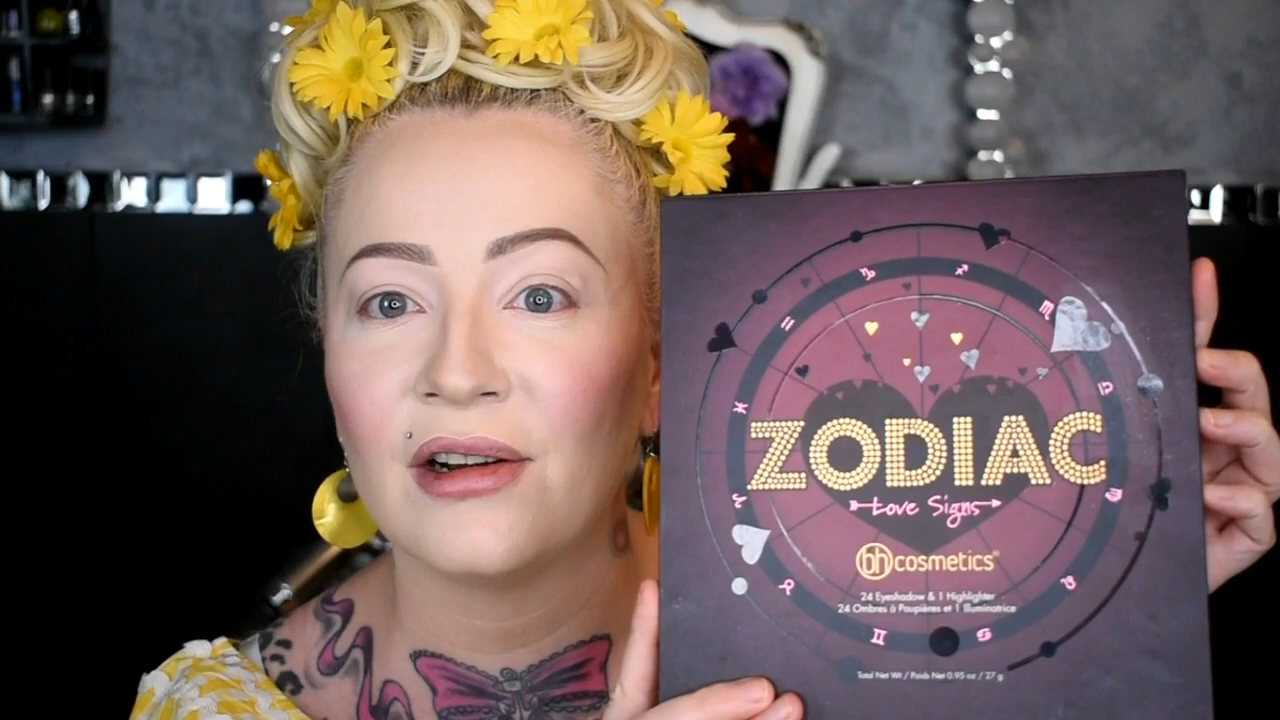 ZODIAC
Love Signs
bh cosmetics®
24 Eyeshadow & 1 Highlighter
24 Ombres à Paupières et 1 Illuminatrice
Total Net Wt / Poids Net 0.95 oz / 27 g